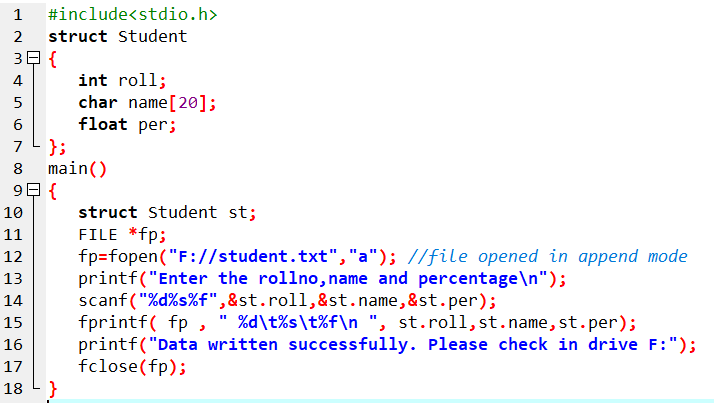 1 #include<stdio.h>
2 struct Student
3 {
4 int roll;
5 char name[20];
6 float per;
7 };
8 main()
9 {
10 struct Student st;
11 FILE *fp;
12 fp=fopen("F://student.txt","a"); //file opened in append mode
13 printf("Enter the rollno,name and percentage\n");
14 scanf("%d%s%f",&st.roll,&st.name,&st.per);
15 fprintf( fp , " %d\t%s\t%f\n ", st.roll,st.name,st.per);
16 printf("Data written successfully. Please check in drive F:");
17 fclose(fp);
18 }